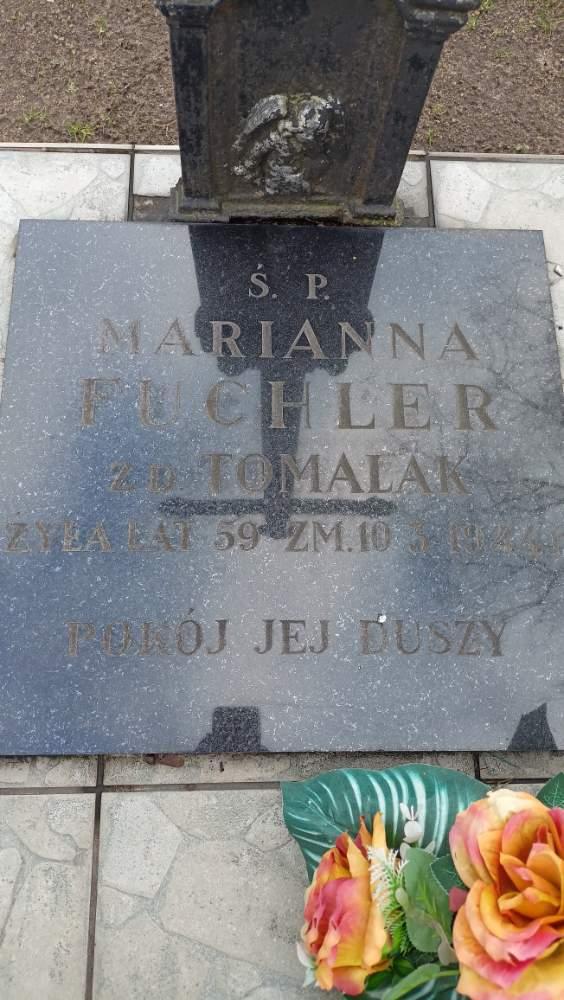 Ś. P.
MARIANNA
FUCHLER
ZD TOMALAK
ŻYŁA LAT 59 ZM. 10 3 1944 R
POKÓJ JEJ DUSZY